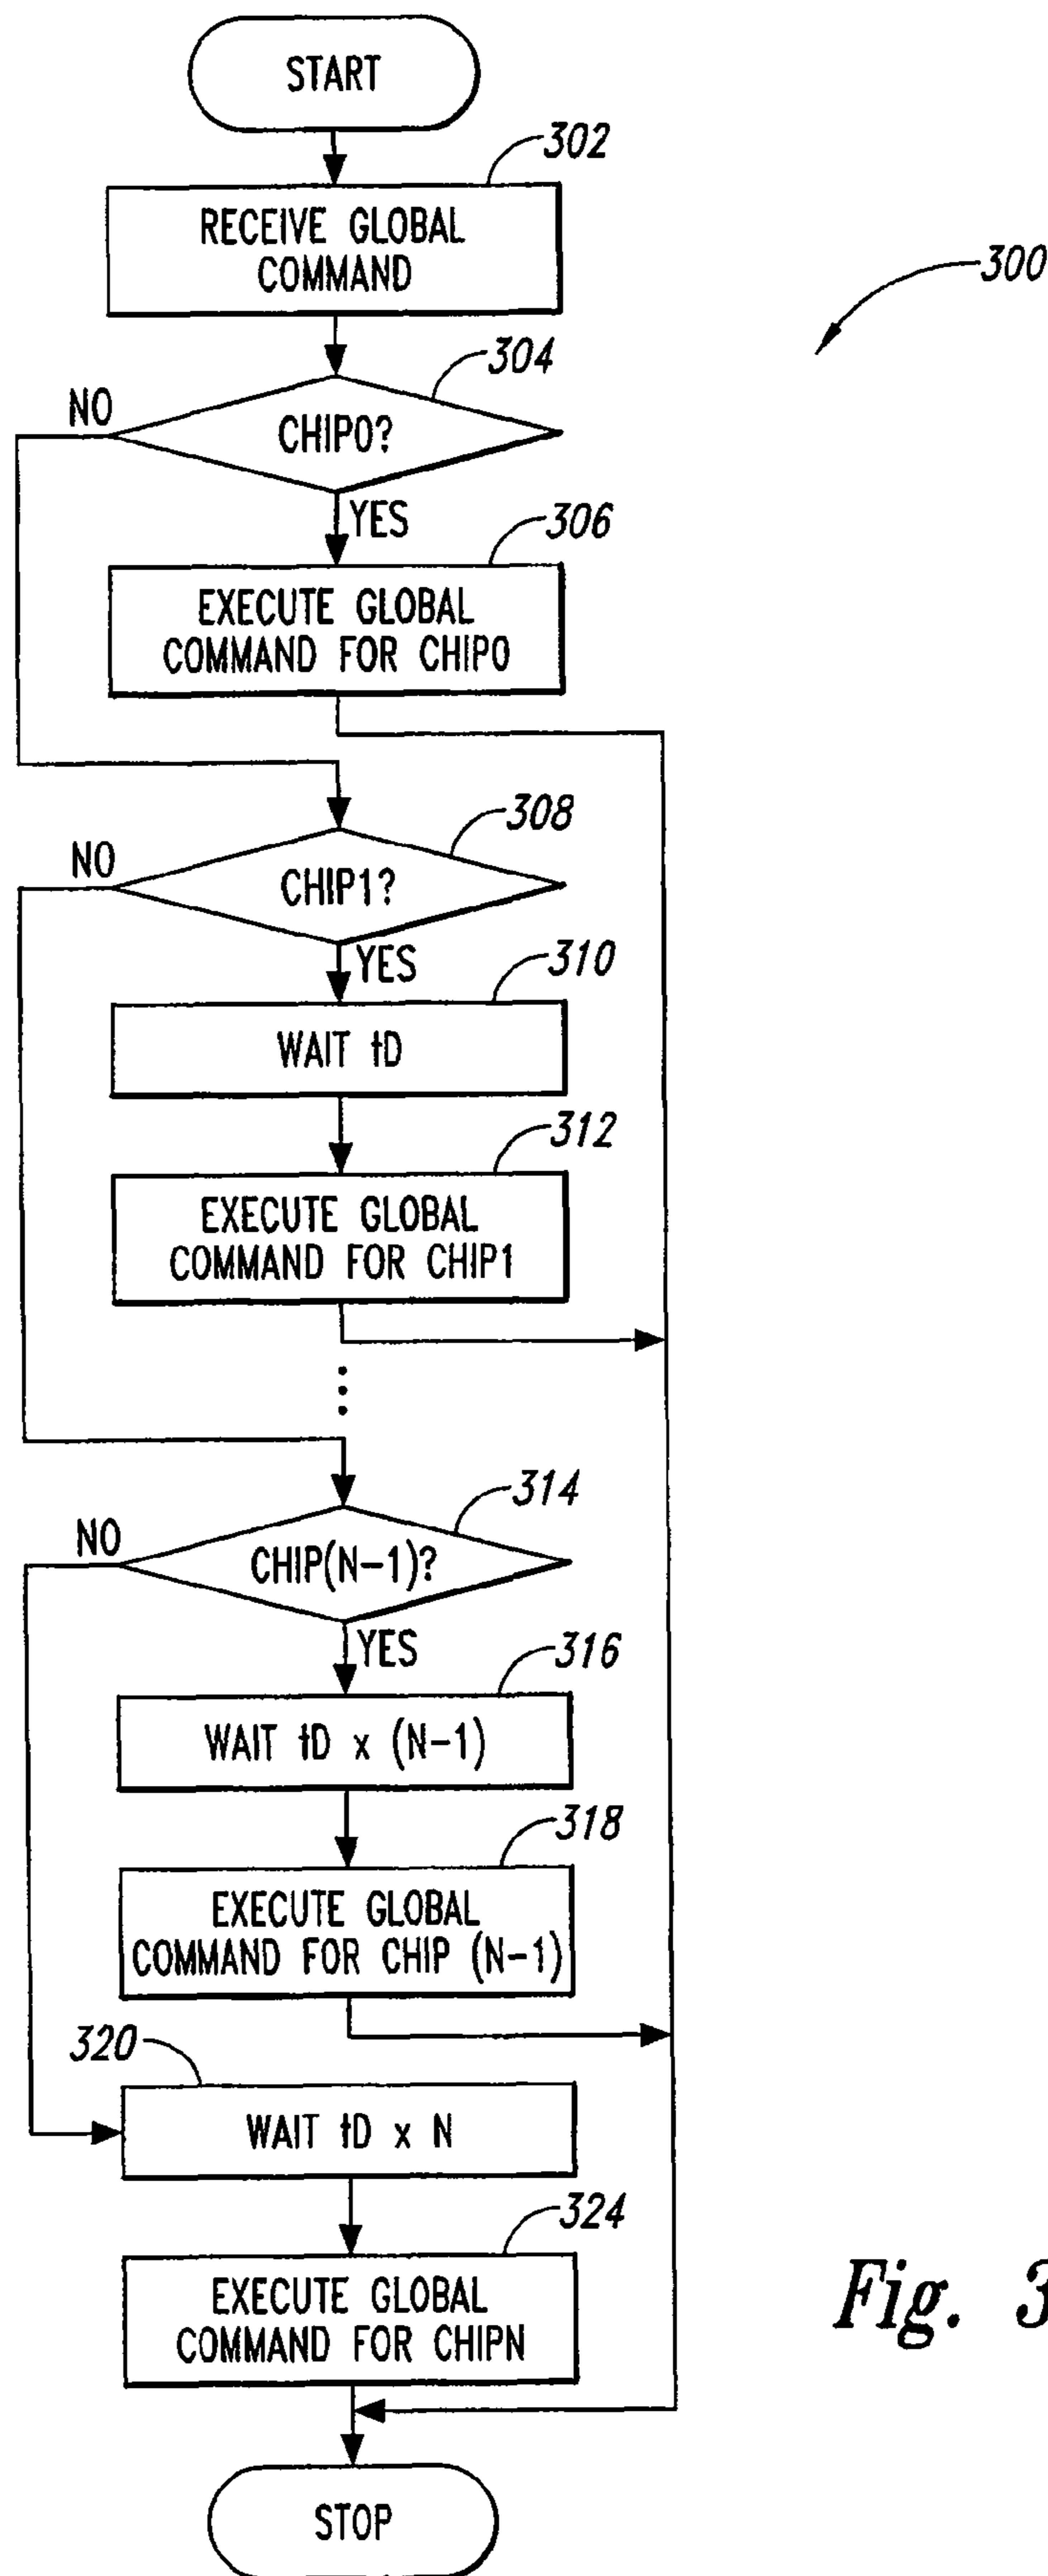 START
302
RECEIVE GLOBAL
COMMAND
300
304
NO
CHIP0?
YES
306
EXECUTE GLOBAL
COMMAND FOR CHIP0
308
NO
CHIP1?
YES
310
WAIT tD
312
EXECUTE GLOBAL
COMMAND FOR CHIP1
314
NO
CHIP(N-1)?
YES
316
WAIT tD x (N-1)
318
EXECUTE GLOBAL
COMMAND FOR CHIP (N-1)
320
WAIT tD x N
324
EXECUTE GLOBAL
COMMAND FOR CHIPN
Fig. 3
STOP